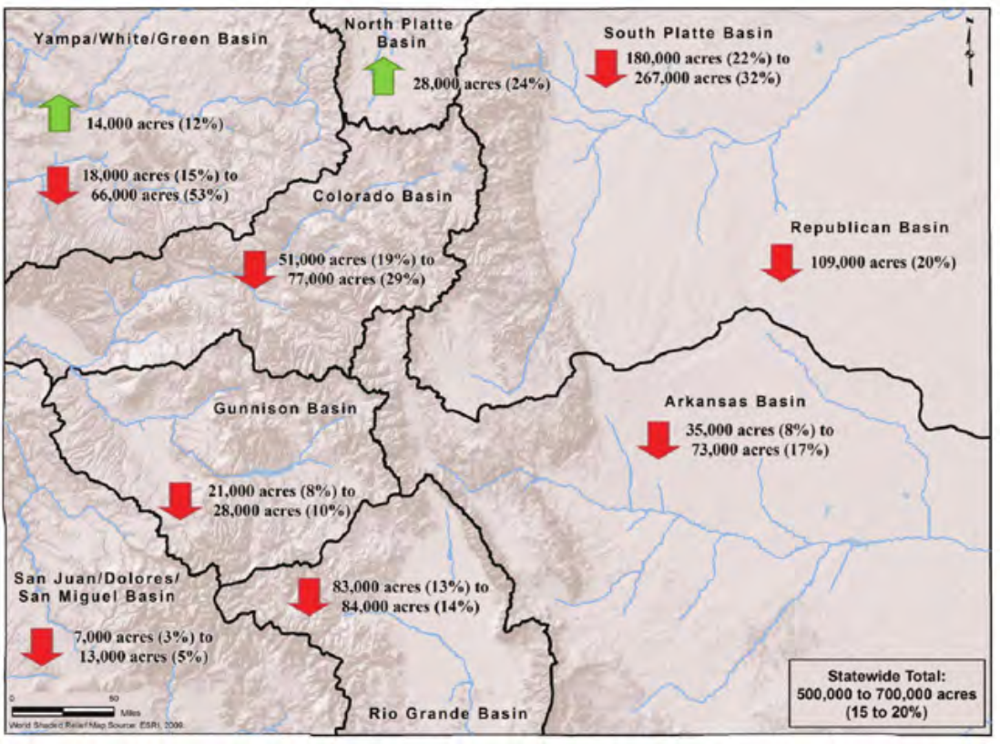 Yampa/White/Green Basin
14,000 acres (12%)
18,000 acres (15%) to
66,000 acres (53%)
North Platte
Basin
28,000 acres (24%)
South Platte Basin
180,000 acres (22%) to
267,000 acres (32%)
N
Colorado Basin
51,000 acres (19%) to
77,000 acres (29%)
Republican Basin
109,000 acres (20%)
Gunnison Basin
21,000 acres (8%) to
28,000 acres (10%)
Arkansas Basin
35,000 acres (8%) to
73,000 acres (17%)
San Juan/Dolores/
San Miguel Basin
7,000 acres (3%) to
13,000 acres (5%)
83,000 acres (13%) to
84,000 acres (14%)
Rio Grande Basin
Statewide Total:
500,000 to 700,000 acres
(15 to 20%)
0 50
Miles
World Shaded Relief Map Source: ESRI, 2009.